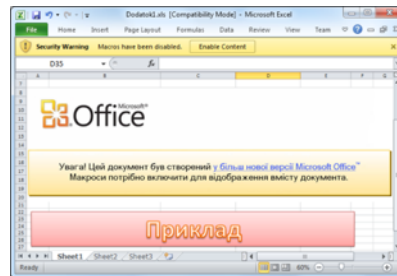 Dodatok1.xls [Compatibility Mode] - Microsoft Excel
File Home Insert Page Layout Formulas Data Review View Team
Security Warning Macros have been disabled. Enable Content
D35 fx
A B C D E F G
Microsoft®
Office
Увага! Цей документ був створений у більш нової версії Microsoft Office™
Макроси потрібно включити для відображення вмісту документа.
Приклад
Sheet1 Sheet2 Sheet3
Ready 60%